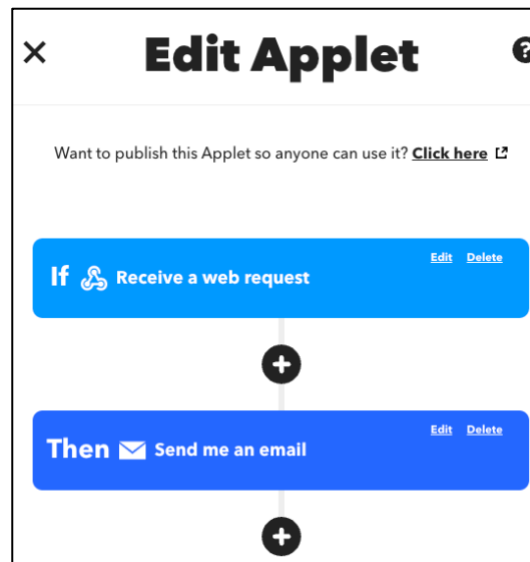 Edit Applet
?
Want to publish this Applet so anyone can use it? Click here
Edit Delete
If Receive a web request
Edit Delete
Then Send me an email